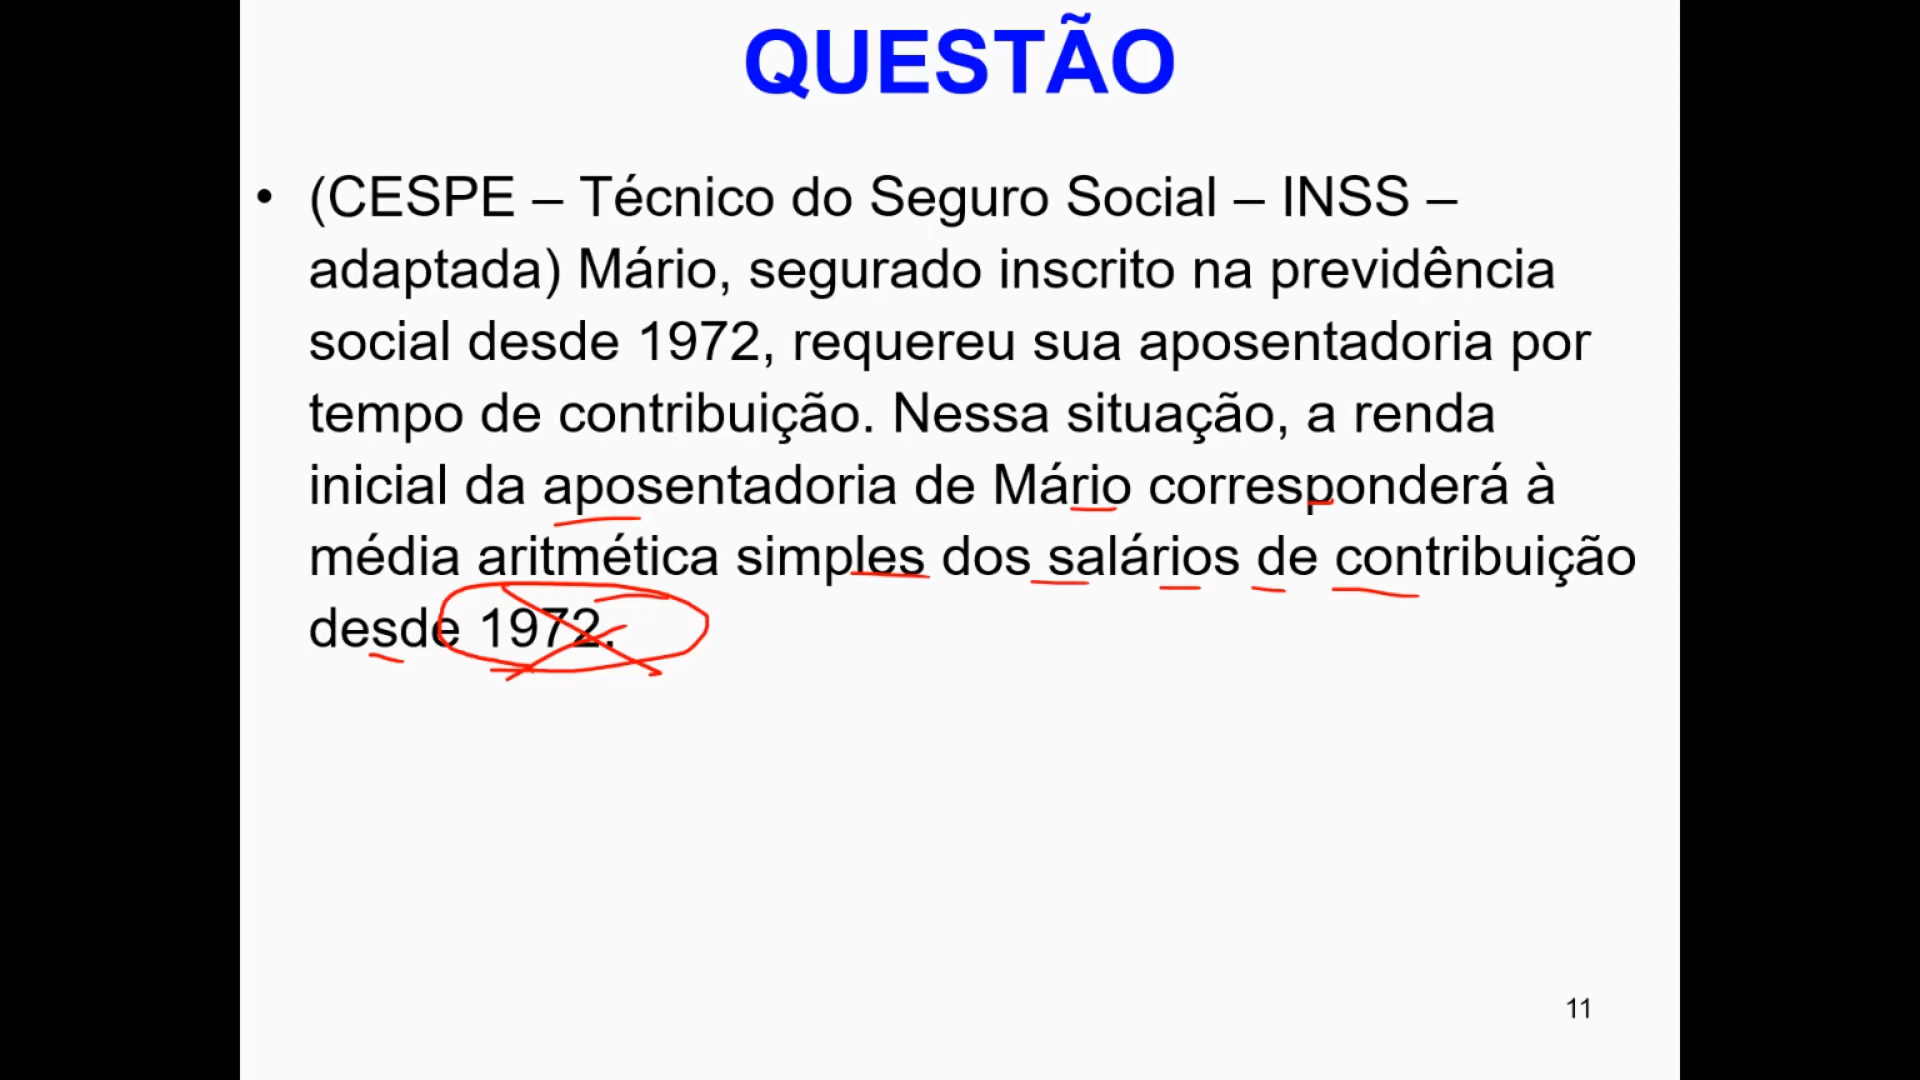 QUESTÃO
• (CESPE – Técnico do Seguro Social – INSS –
adaptada) Mário, segurado inscrito na previdência
social desde 1972, requereu sua aposentadoria por
tempo de contribuição. Nessa situação, a renda
inicial da aposentadoria de Mário corresponderá à
média aritmética simples dos salários de contribuição
desde 1972.
11